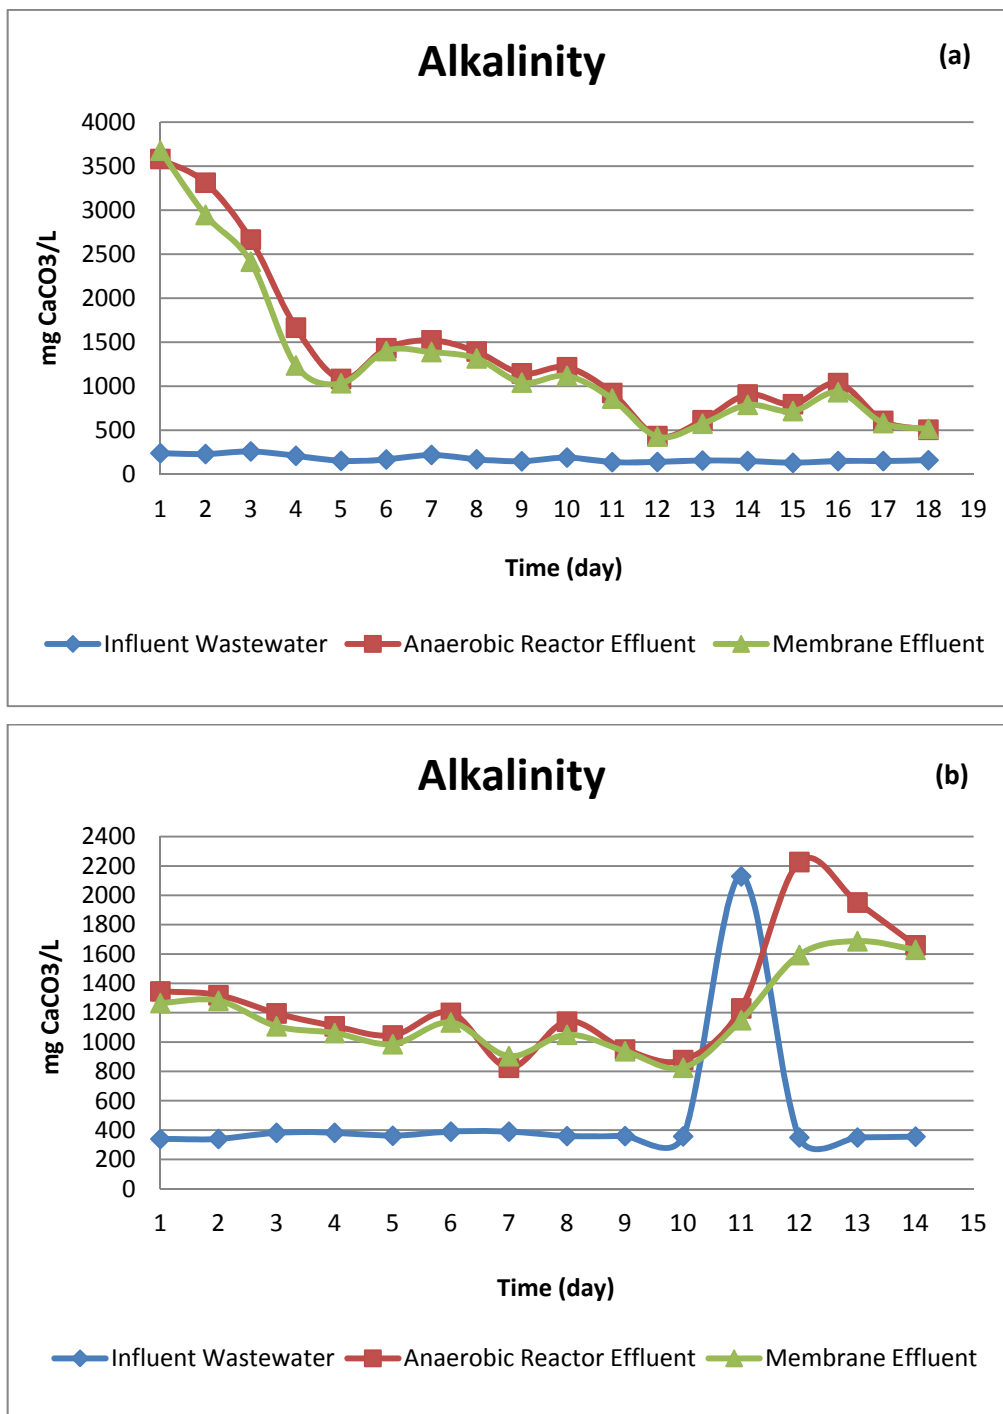 Alkalinity
(a)
4000
3500
3000
2500
2000
1500
1000
500
0
mg CaCO3/L
1 2 3 4 5 6 7 8 9 10 11 12 13 14 15 16 17 18 19
Time (day)
Influent Wastewater Anaerobic Reactor Effluent Membrane Effluent
Alkalinity
(b)
2400
2200
2000
1800
1600
1400
1200
1000
800
600
400
200
0
mg CaCO3/L
1 2 3 4 5 6 7 8 9 10 11 12 13 14 15
Time (day)
Influent Wastewater Anaerobic Reactor Effluent Membrane Effluent